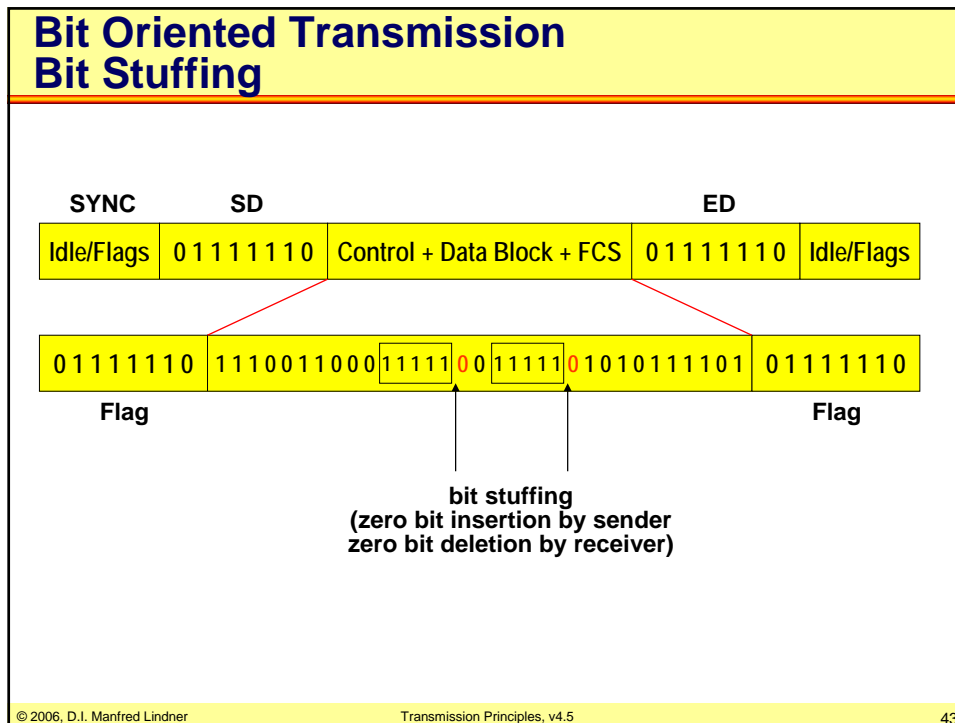 Bit Oriented Transmission
Bit Stuffing
SYNC SD ED
Idle/Flags 0 1 1 1 1 1 1 0 Control + Data Block + FCS 0 1 1 1 1 1 1 0 Idle/Flags
0 1 1 1 1 1 1 0 1 1 1 0 0 1 1 0 0 0 1 1 1 1 1 0 0 1 1 1 1 1 0 1 0 1 0 1 1 1 1 0 1 0 1 1 1 1 1 1 0
Flag Flag
bit stuffing
(zero bit insertion by sender
zero bit deletion by receiver)
© 2006, D.I. Manfred Lindner Transmission Principles, v4.5 43